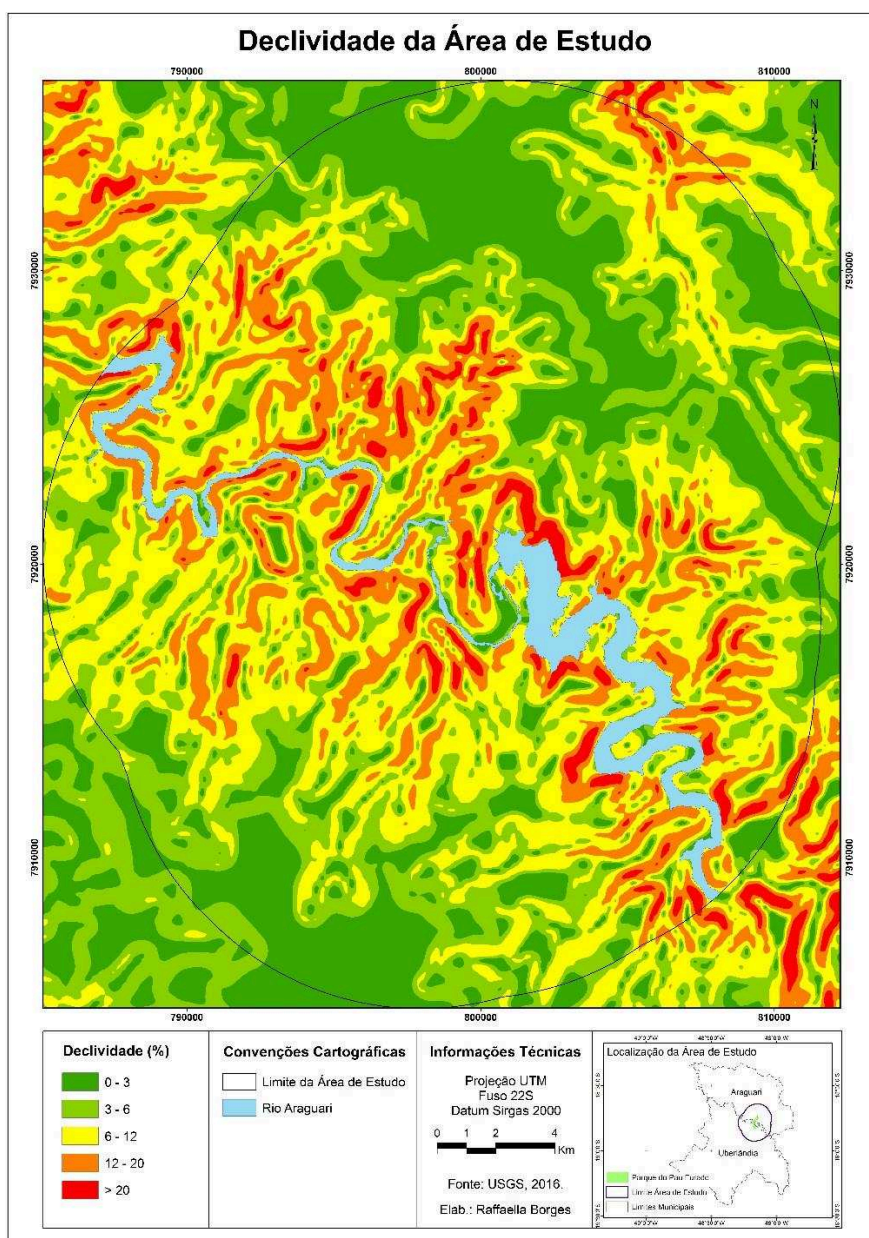 Declividade da Área de Estudo
790000
800000
810000
N
7930000
7930000
7920000
7920000
7910000
7910000
790000
800000
810000
Declividade (%)
0 - 3
3 - 6
6 - 12
12 - 20
> 20
Convenções Cartográficas
Limite da Área de Estudo
Rio Araguari
Informações Técnicas
Projeção UTM
Fuso 22S
Datum Sirgas 2000
0 1 2 4
Km
Fonte: USGS, 2016.
Elab.: Raffaella Borges
Localização da Área de Estudo
Araguari
Uberlândia
Parque do Pau Furado
Limite Área de Estudo
Limites Municipais